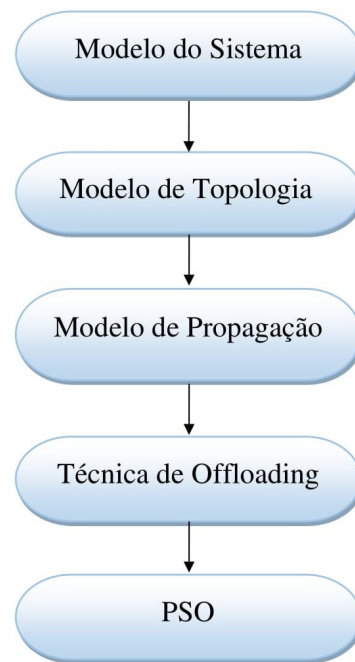 Modelo do Sistema
Modelo de Topologia
Modelo de Propagação
Técnica de Offloading
PSO